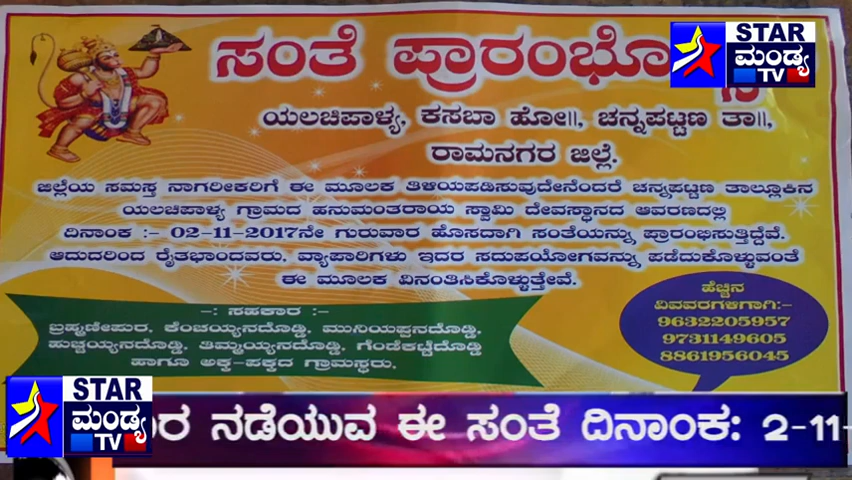 ಸಂತೆ ಪ್ರಾರಂಭೋ
STAR
ಮಂಡ್ಯ
TV
ಯಲಚಿಪಾಳ್ಯ, ಕಸಬಾ ಹೋ॥, ಚನ್ನಪಟ್ಟಣ ತಾ॥,
ರಾಮನಗರ ಜಿಲ್ಲೆ.
ಜಿಲ್ಲೆಯ ಸಮಸ್ತ ನಾಗರೀಕರಿಗೆ ಈ ಮೂಲಕ ತಿಳಿಯಪಡಿಸುವುದೇನೆಂದರೆ ಚನ್ನಪಟ್ಟಣ ತಾಲ್ಲೂಕಿನ
ಯಲಚಿಪಾಳ್ಯ ಗ್ರಾಮದ ಹನುಮಂತರಾಯ ಸ್ವಾಮಿ ದೇವಸ್ಥಾನದ ಆವರಣದಲ್ಲಿ
ದಿನಾಂಕ :- 02-11-2017ನೇ ಗುರುವಾರ ಹೊಸದಾಗಿ ಸಂತೆಯನ್ನು ಪ್ರಾರಂಭಿಸುತ್ತಿದ್ದೇವೆ.
ಆದುದರಿಂದ ರೈತಭಾಂದವರು. ವ್ಯಾಪಾರಿಗಳು ಇದರ ಸದುಪಯೋಗವನ್ನು ಪಡೆದುಕೊಳ್ಳುವಂತೆ
ಈ ಮೂಲಕ ವಿನಂತಿಸಿಕೊಳ್ಳುತ್ತೇವೆ.
-: ಸಹಕಾರ :-
ಬ್ರಹ್ಮಣೀಪುರ, ಕೆಂಚಯ್ಯನದೊಡ್ಡಿ, ಮುನಿಯಪ್ಪನದೊಡ್ಡಿ,
ಹುಚ್ಚಯ್ಯನದೊಡ್ಡಿ, ತಿಮ್ಮಯ್ಯನದೊಡ್ಡಿ, ಗೆಂಡೆಕಟ್ಟೆದೊಡ್ಡಿ
ಹಾಗೂ ಅಕ್ಕ-ಪಕ್ಕದ ಗ್ರಾಮಸ್ಥರು.
ಹೆಚ್ಚಿನ
ವಿವವರಗಳಿಗಾಗಿ:-
9632205957
9731149605
8861956045
STAR
ಮಂಡ್ಯ
TV
ನಡೆಯುವ ಈ ಸಂತೆ ದಿನಾಂಕ: 2-11-